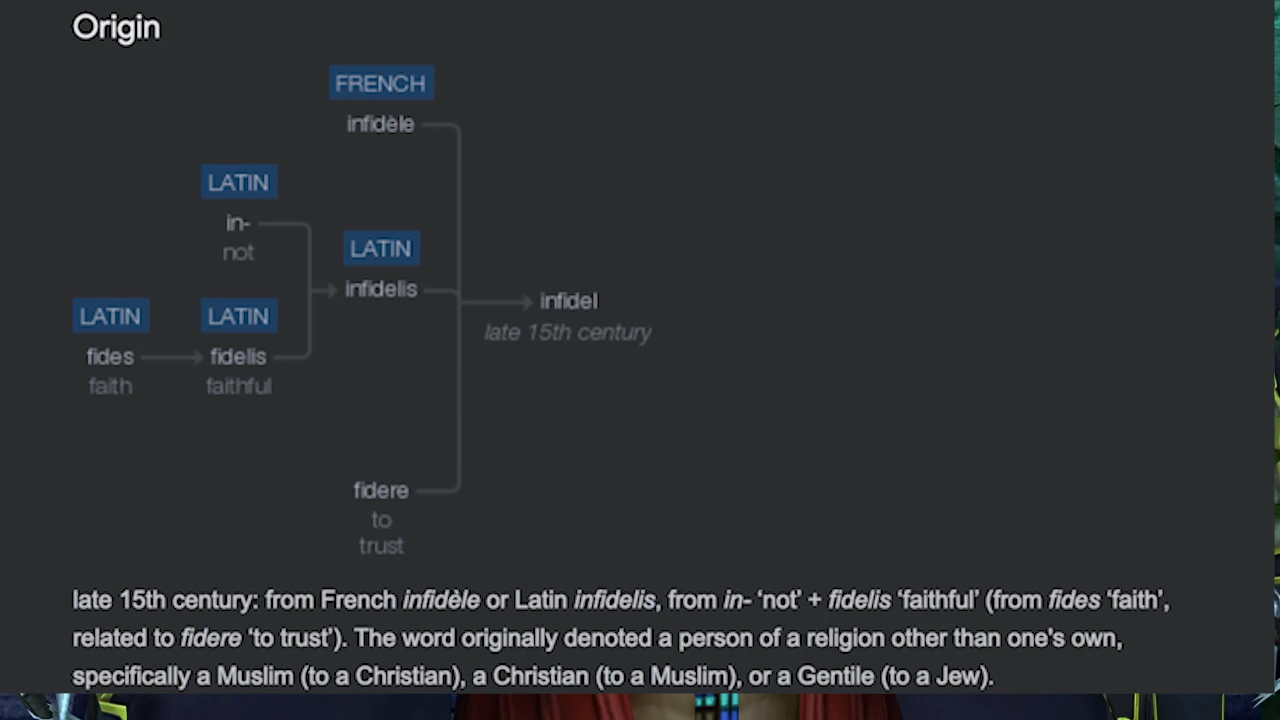 Origin
FRENCH
infidèle
LATIN
in-
not
LATIN
infidelis
infidel
late 15th century
LATIN
fides
faith
LATIN
fidelis
faithful
fidere
to
trust
late 15th century: from French infidèle or Latin infidelis, from in- ‘not’ + fidelis ‘faithful’ (from fides ‘faith’,
related to fidere ‘to trust’). The word originally denoted a person of a religion other than one's own,
specifically a Muslim (to a Christian), a Christian (to a Muslim), or a Gentile (to a Jew).